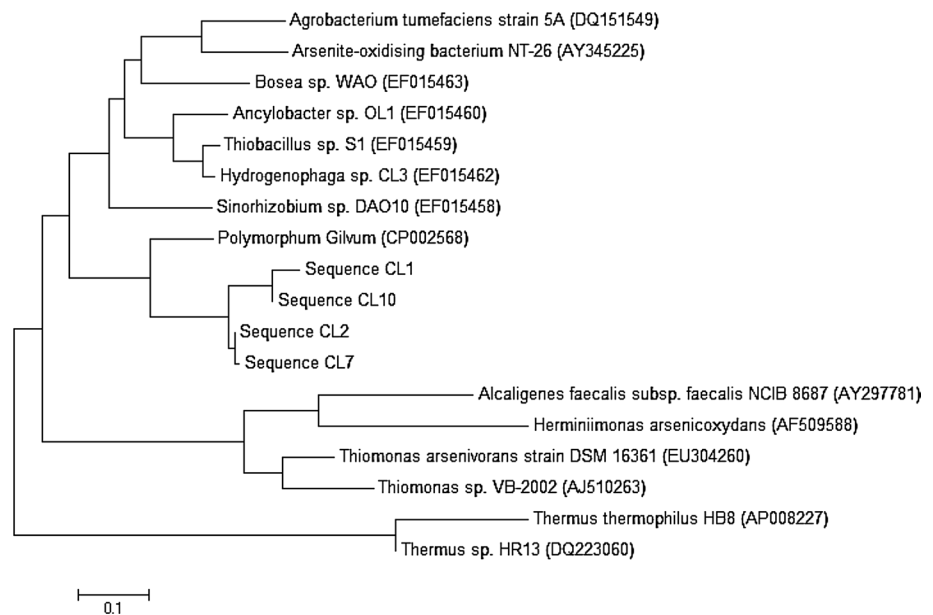 Agrobacterium tumefaciens strain 5A (DQ151549)
Arsenite-oxidising bacterium NT-26 (AY345225)
Bosea sp. WAO (EF015463)
Ancylobacter sp. OL1 (EF015460)
Thiobacillus sp. S1 (EF015459)
Hydrogenophaga sp. CL3 (EF015462)
Sinorhizobium sp. DAO10 (EF015458)
Polymorphum Gilvum (CP002568)
Sequence CL1
Sequence CL10
Sequence CL2
Sequence CL7
Alcaligenes faecalis subsp. faecalis NCIB 8687 (AY297781)
Herminiimonas arsenicoxydans (AF509588)
Thiomonas arsenivorans strain DSM 16361 (EU304260)
Thiomonas sp. VB-2002 (AJ510263)
Thermus thermophilus HB8 (AP008227)
Thermus sp. HR13 (DQ223060)
0.1